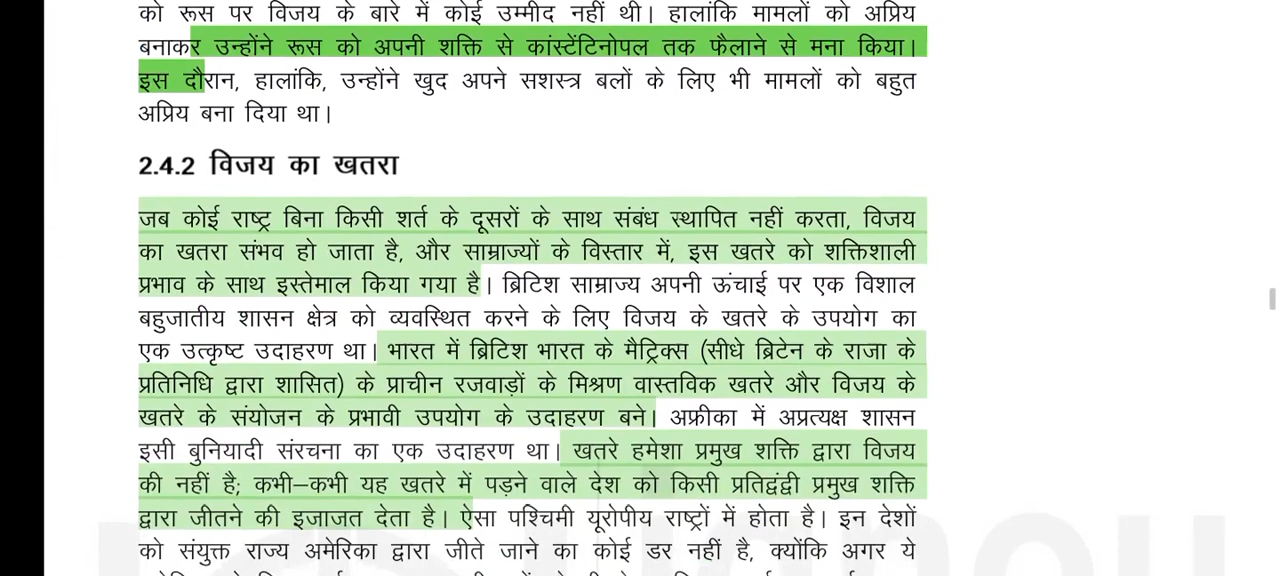 को रूस पर विजय के बारे में कोई उम्मीद नहीं थी। हालांकि मामलों को अप्रिय
बनाकर उन्होंने रूस को अपनी शक्ति से कांस्टेंटिनोपल तक फैलाने से मना किया।
इस दौरान, हालांकि, उन्होंने खुद अपने सशस्त्र बलों के लिए भी मामलों को बहुत
अप्रिय बना दिया था।
2.4.2 विजय का खतरा
जब कोई राष्ट्र बिना किसी शर्त के दूसरों के साथ संबंध स्थापित नहीं करता, विजय
का खतरा संभव हो जाता है, और साम्राज्यों के विस्तार में, इस खतरे को शक्तिशाली
प्रभाव के साथ इस्तेमाल किया गया है। ब्रिटिश साम्राज्य अपनी ऊंचाई पर एक विशाल
बहुजातीय शासन क्षेत्र को व्यवस्थित करने के लिए विजय के खतरे के उपयोग का
एक उत्कृष्ट उदाहरण था। भारत में ब्रिटिश भारत के मैट्रिक्स (सीधे ब्रिटेन के राजा के
प्रतिनिधि द्वारा शासित) के प्राचीन रजवाड़ों के मिश्रण वास्तविक खतरे और विजय के
खतरे के संयोजन के प्रभावी उपयोग के उदाहरण बने। अफ्रीका में अप्रत्यक्ष शासन
इसी बुनियादी संरचना का एक उदाहरण था। खतरे हमेशा प्रमुख शक्ति द्वारा विजय
की नहीं है; कभी–कभी यह खतरे में पड़ने वाले देश को किसी प्रतिद्वंद्वी प्रमुख शक्ति
द्वारा जीतने की इजाजत देता है। ऐसा पश्चिमी यूरोपीय राष्ट्रों में होता है। इन देशों
को संयुक्त राज्य अमेरिका द्वारा जीते जाने का कोई डर नहीं है, क्योंकि अगर ये